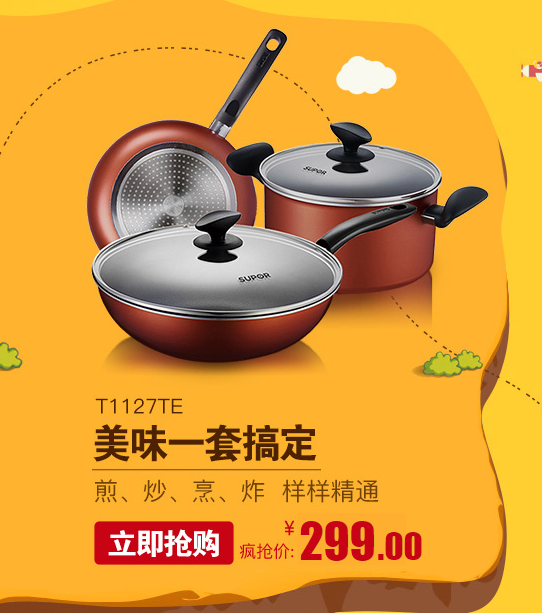 SUPOR
SUPOR
T1127TE
美味一套搞定
煎、炒、烹、炸 样样精通
立即抢购 疯抢价: ¥299.00